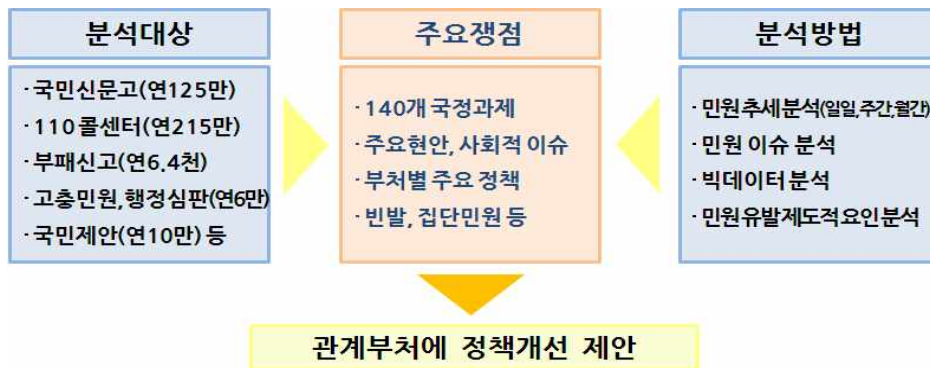 분석대상
· 국민신문고(연125만)
· 110 콜센터(연215만)
· 부패신고(연6.4천)
· 고충민원,행정심판(연6만)
· 국민제안(연10만) 등
주요쟁점
· 140개 국정과제
· 주요현안, 사회적 이슈
· 부처별 주요 정책
· 빈발, 집단민원 등
분석방법
· 민원추세분석(일일,주간,월간)
· 민원 이슈 분석
· 빅데이터 분석
· 민원유발제도적요인분석
관계부처에 정책개선 제안